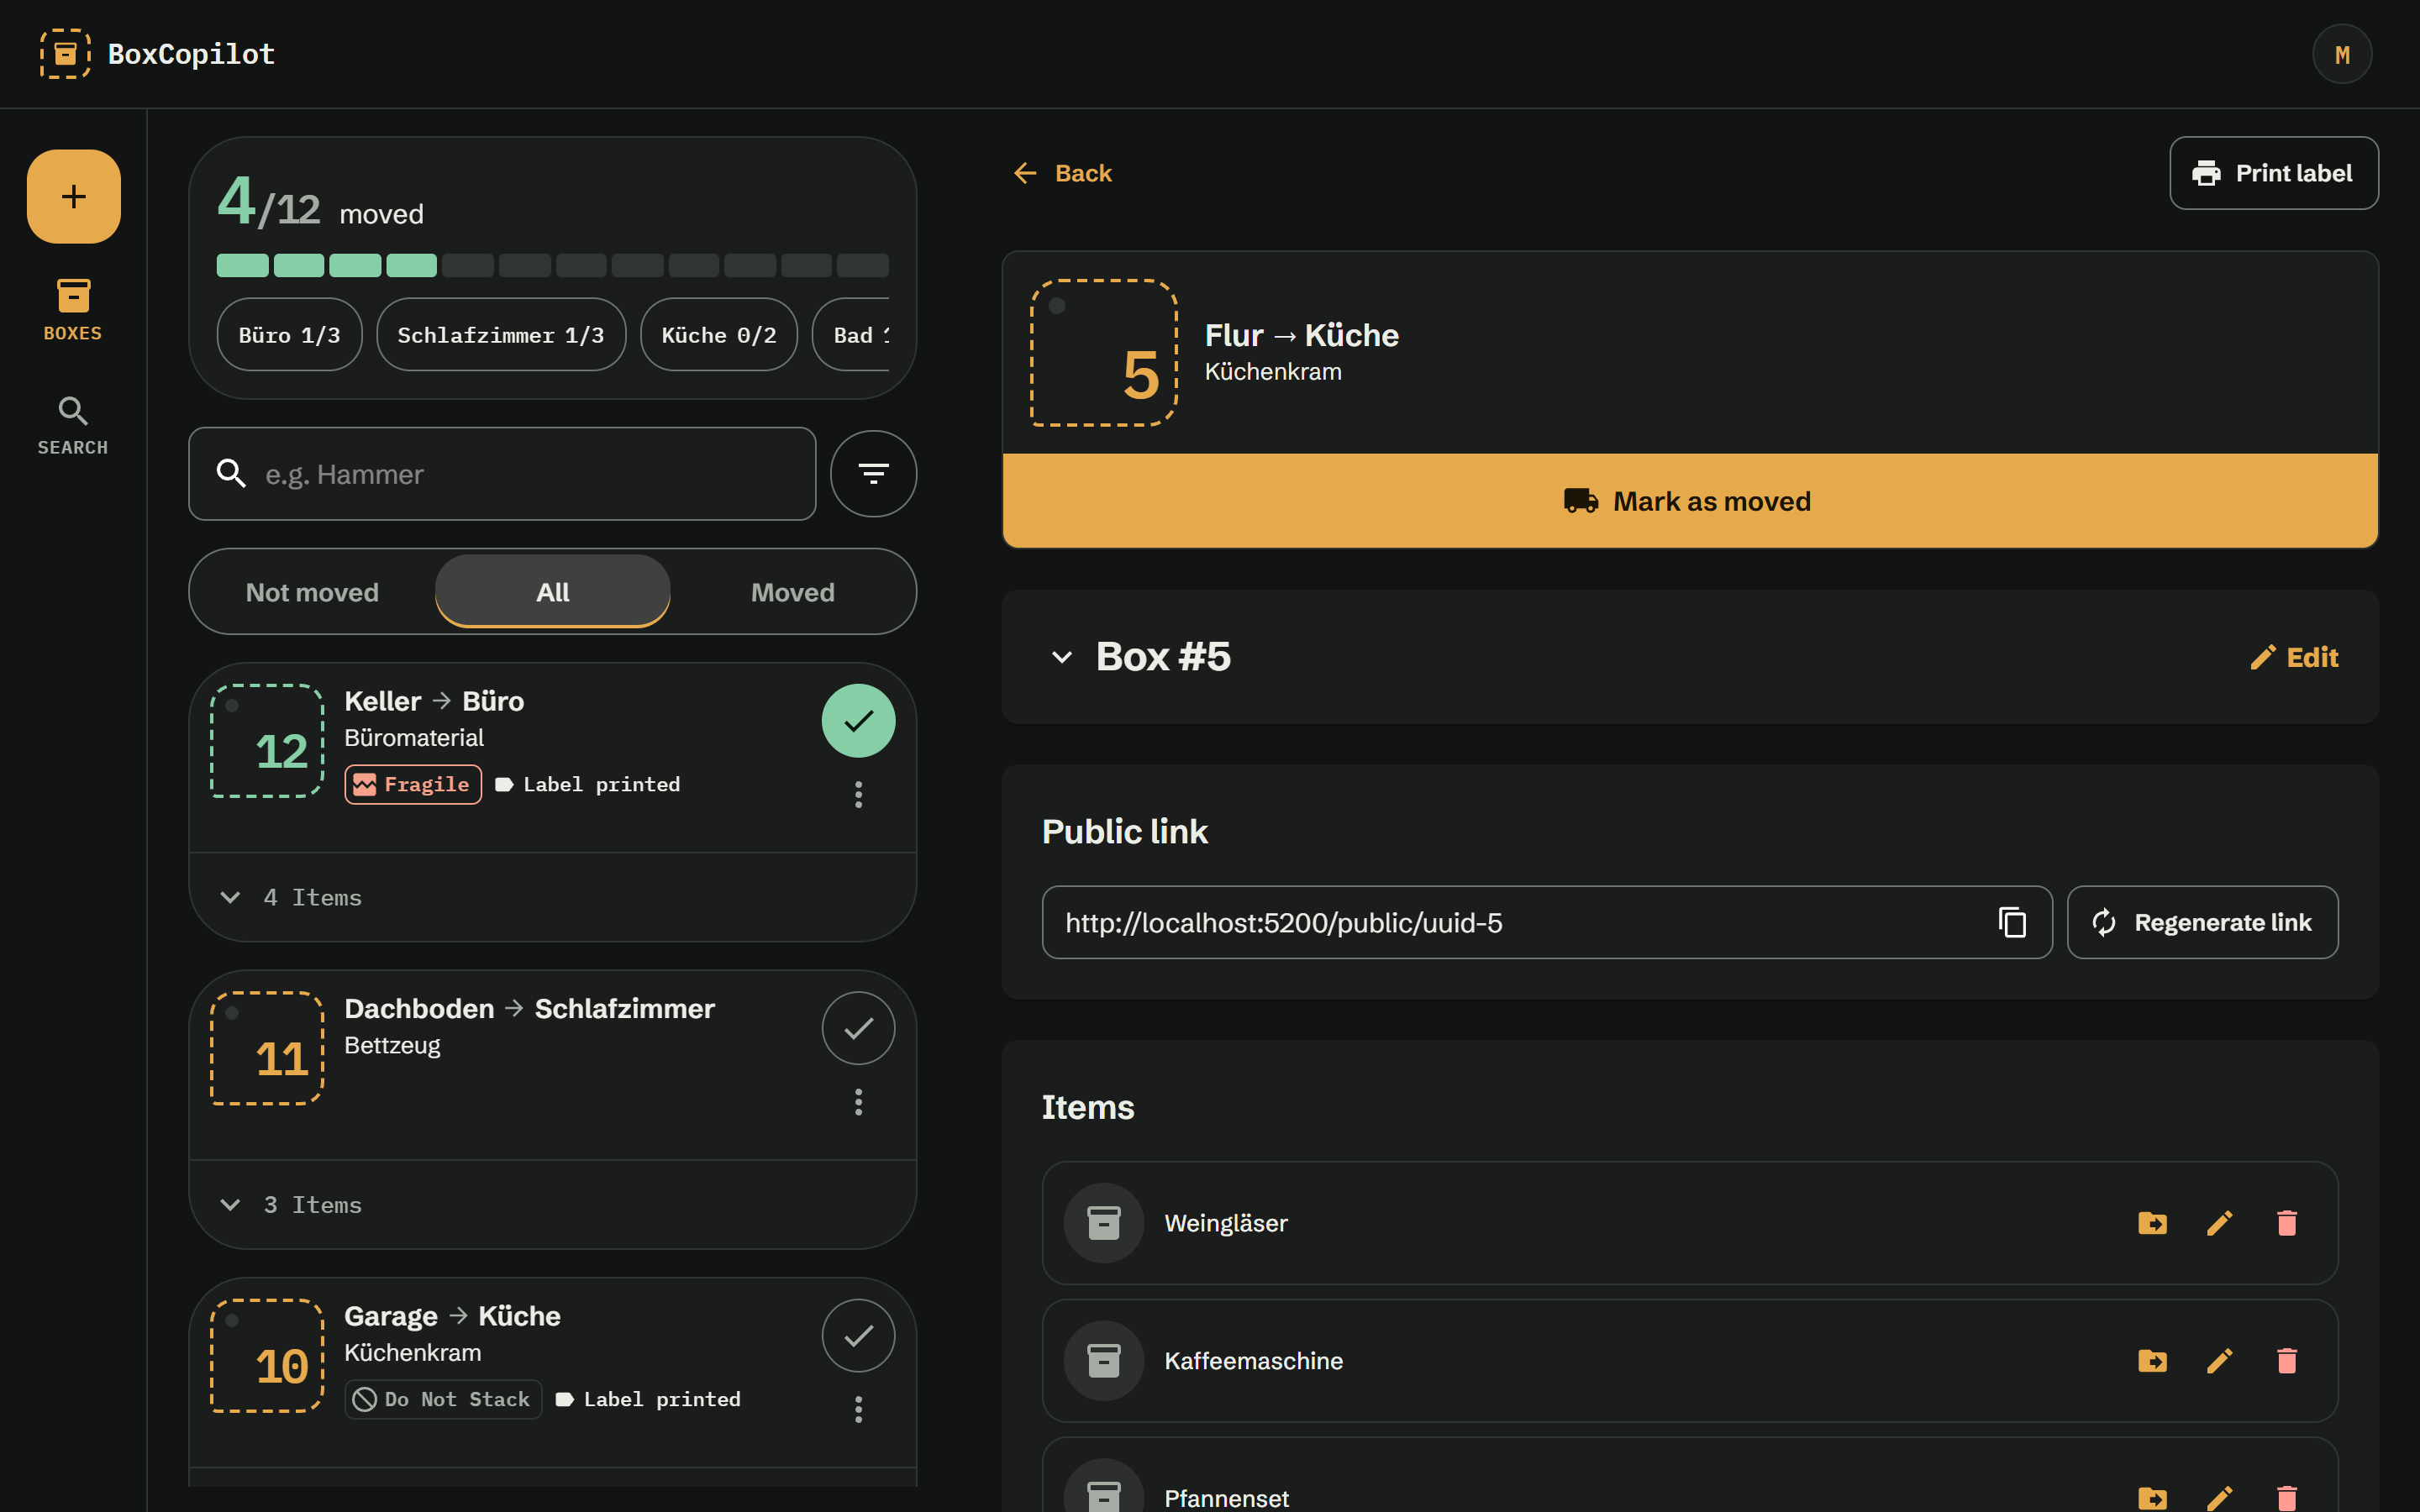 BoxCopilot
M
BOXES
SEARCH
4/12 moved
Büro 1/3
Schlafzimmer 1/3
Küche 0/2
Bad
e.g. Hammer
Not moved
All
Moved
12
Keller → Büro
Büromaterial
Fragile
Label printed
4 Items
11
Dachboden → Schlafzimmer
Bettzeug
3 Items
10
Garage → Küche
Küchenkram
Do Not Stack
Label printed
Back
Print label
5
Flur → Küche
Küchenkram
Mark as moved
Box #5
Edit
Public link
http://localhost:5200/public/uuid-5
Regenerate link
Items
Weingläser
Kaffeemaschine
Pfannenset